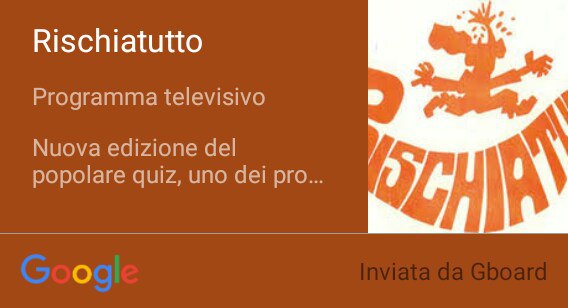 Rischiatutto
Programma televisivo
Nuova edizione del
popolare quiz, uno dei pro...
RISCHIATU
Google
Inviata da Gboard